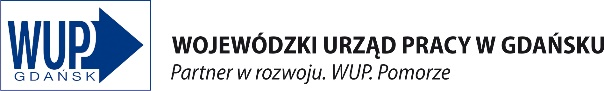 WUP
GDAŃSK
WOJEWÓDZKI URZĄD PRACY W GDAŃSKU
Partner w rozwoju. WUP. Pomorze